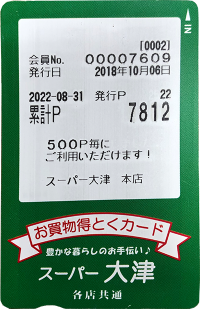 [0002]
会員No. 00007609
発行日 2018年10月06日
2022-08-31 発行P 22
累計P 7812
500P毎に
ご利用いただけます!
スーパー大津 本店
お買物得とくカード
豊かな暮らしのお手伝い♪
スーパー大津
各店共通